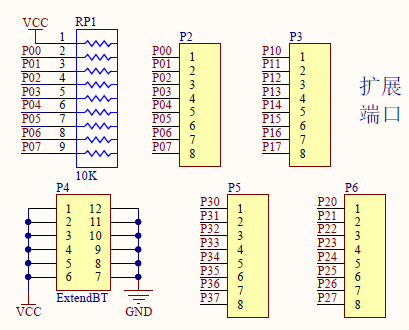 VCC RP1 P2 P3
1
P00 2 P00 1 P10 1
P01 3 P01 2 P11 2
P02 4 P02 3 P12 3
P03 5 P03 4 P13 4
P04 6 P04 5 P14 5
P05 7 P05 6 P15 6
P06 8 P06 7 P16 7
P07 9 P07 8 P17 8
10K
扩展
端口
P4 P5 P6
1 12 P30 1 P20 1
2 11 P31 2 P21 2
3 10 P32 3 P22 3
4 9 P33 4 P23 4
5 8 P34 5 P24 5
6 7 P35 6 P25 6
P36 7 P26 7
P37 8 P27 8
ExtendBT
VCC GND